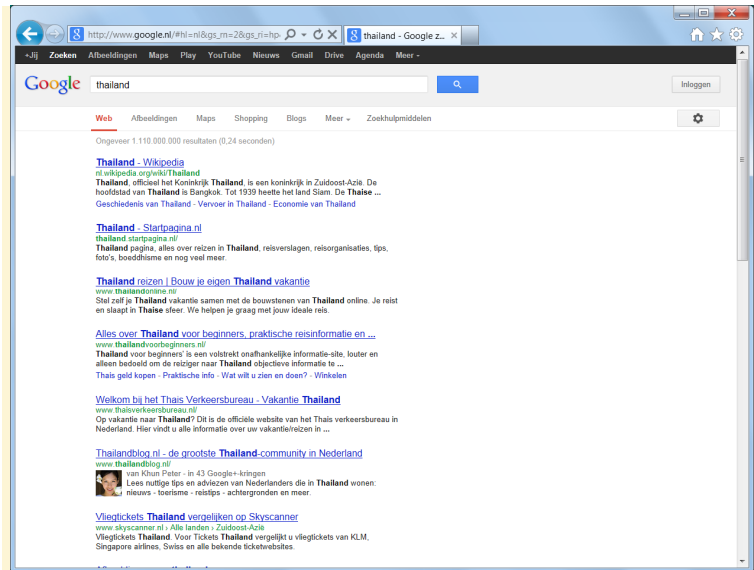 http://www.google.nl/#hl=nl&gs_rn=2&gs_ri=hp-
thailand - Google z...
+Jij Zoeken Afbeeldingen Maps Play YouTube Nieuws Gmail Drive Agenda Meer
Google thailand Inloggen
Web Afbeeldingen Maps Shopping Blogs Meer Zoekhulpmiddelen
Ongeveer 1.110.000.000 resultaten (0,24 seconden)
Thailand - Wikipedia
nl.wikipedia.org/wiki/Thailand
Thailand, officieel het Koninkrijk Thailand, is een koninkrijk in Zuidoost-Azië. De
hoofdstad van Thailand is Bangkok. Tot 1939 heette het land Siam. De Thaise ...
Geschiedenis van Thailand - Vervoer in Thailand - Economie van Thailand
Thailand - Startpagina.nl
thailand.startpagina.nl/
Thailand pagina, alles over reizen in Thailand, reisverslagen, reisorganisaties, tips,
foto's, boeddhisme en nog veel meer.
Thailand reizen | Bouw je eigen Thailand vakantie
www.thailandonline.nl/
Stel zelf je Thailand vakantie samen met de bouwstenen van Thailand online. Je reist
en slaapt in Thaise sfeer. We helpen je graag met jouw ideale reis.
Alles over Thailand voor beginners, praktische reisinformatie en ...
www.thailandvoorbeginners.nl/
Thailand voor beginners' is een volstrekt onafhankelijke informatie-site, louter en
alleen bedoeld om de reiziger naar Thailand objectieve informatie te ...
Thais geld kopen - Praktische info - Wat wilt u zien en doen? - Winkelen
Welkom bij het Thais Verkeersbureau - Vakantie Thailand
www.thaisverkeersbureau.nl/
Op vakantie naar Thailand? Dit is de officiële website van het Thais verkeersbureau in
Nederland. Hier vindt u alle informatie over uw vakantie/reizen in ...
Thailandblog.nl - de grootste Thailand-community in Nederland
www.thailandblog.nl/
van Khun Peter - in 43 Google+-kringen
Lees nuttige tips en adviezen van Nederlanders die in Thailand wonen:
nieuws - toerisme - reistips - achtergronden en meer.
Vliegtickets Thailand vergelijken op Skyscanner
www.skyscanner.nl › Alle landen › Zuidoost-Azië
Vliegtickets Thailand. Voor Tickets Thailand vergelijkt u vliegtickets van KLM,
Singapore airlines, Swiss en alle bekende ticketwebsites.